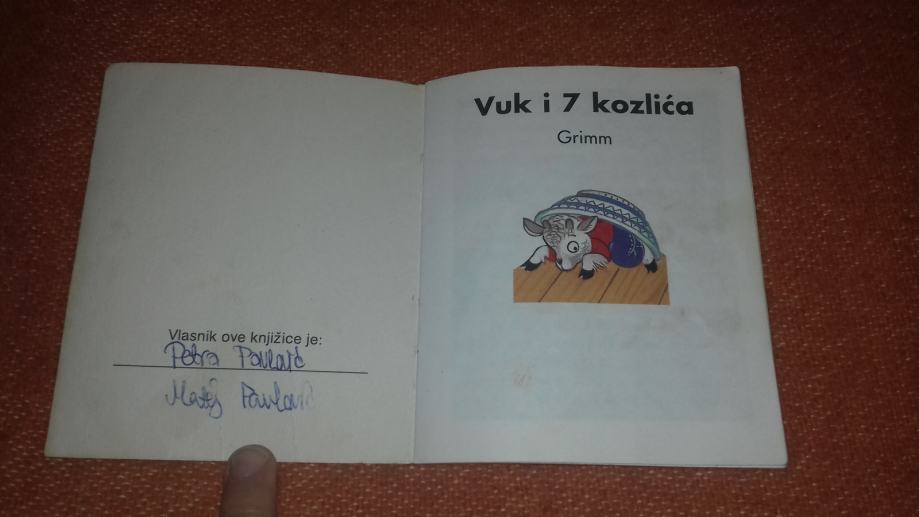 Vlasnik ove knjižice je:
Petra Pavlović
Matej Pavlović
Vuk i 7 kozlića
Grimm